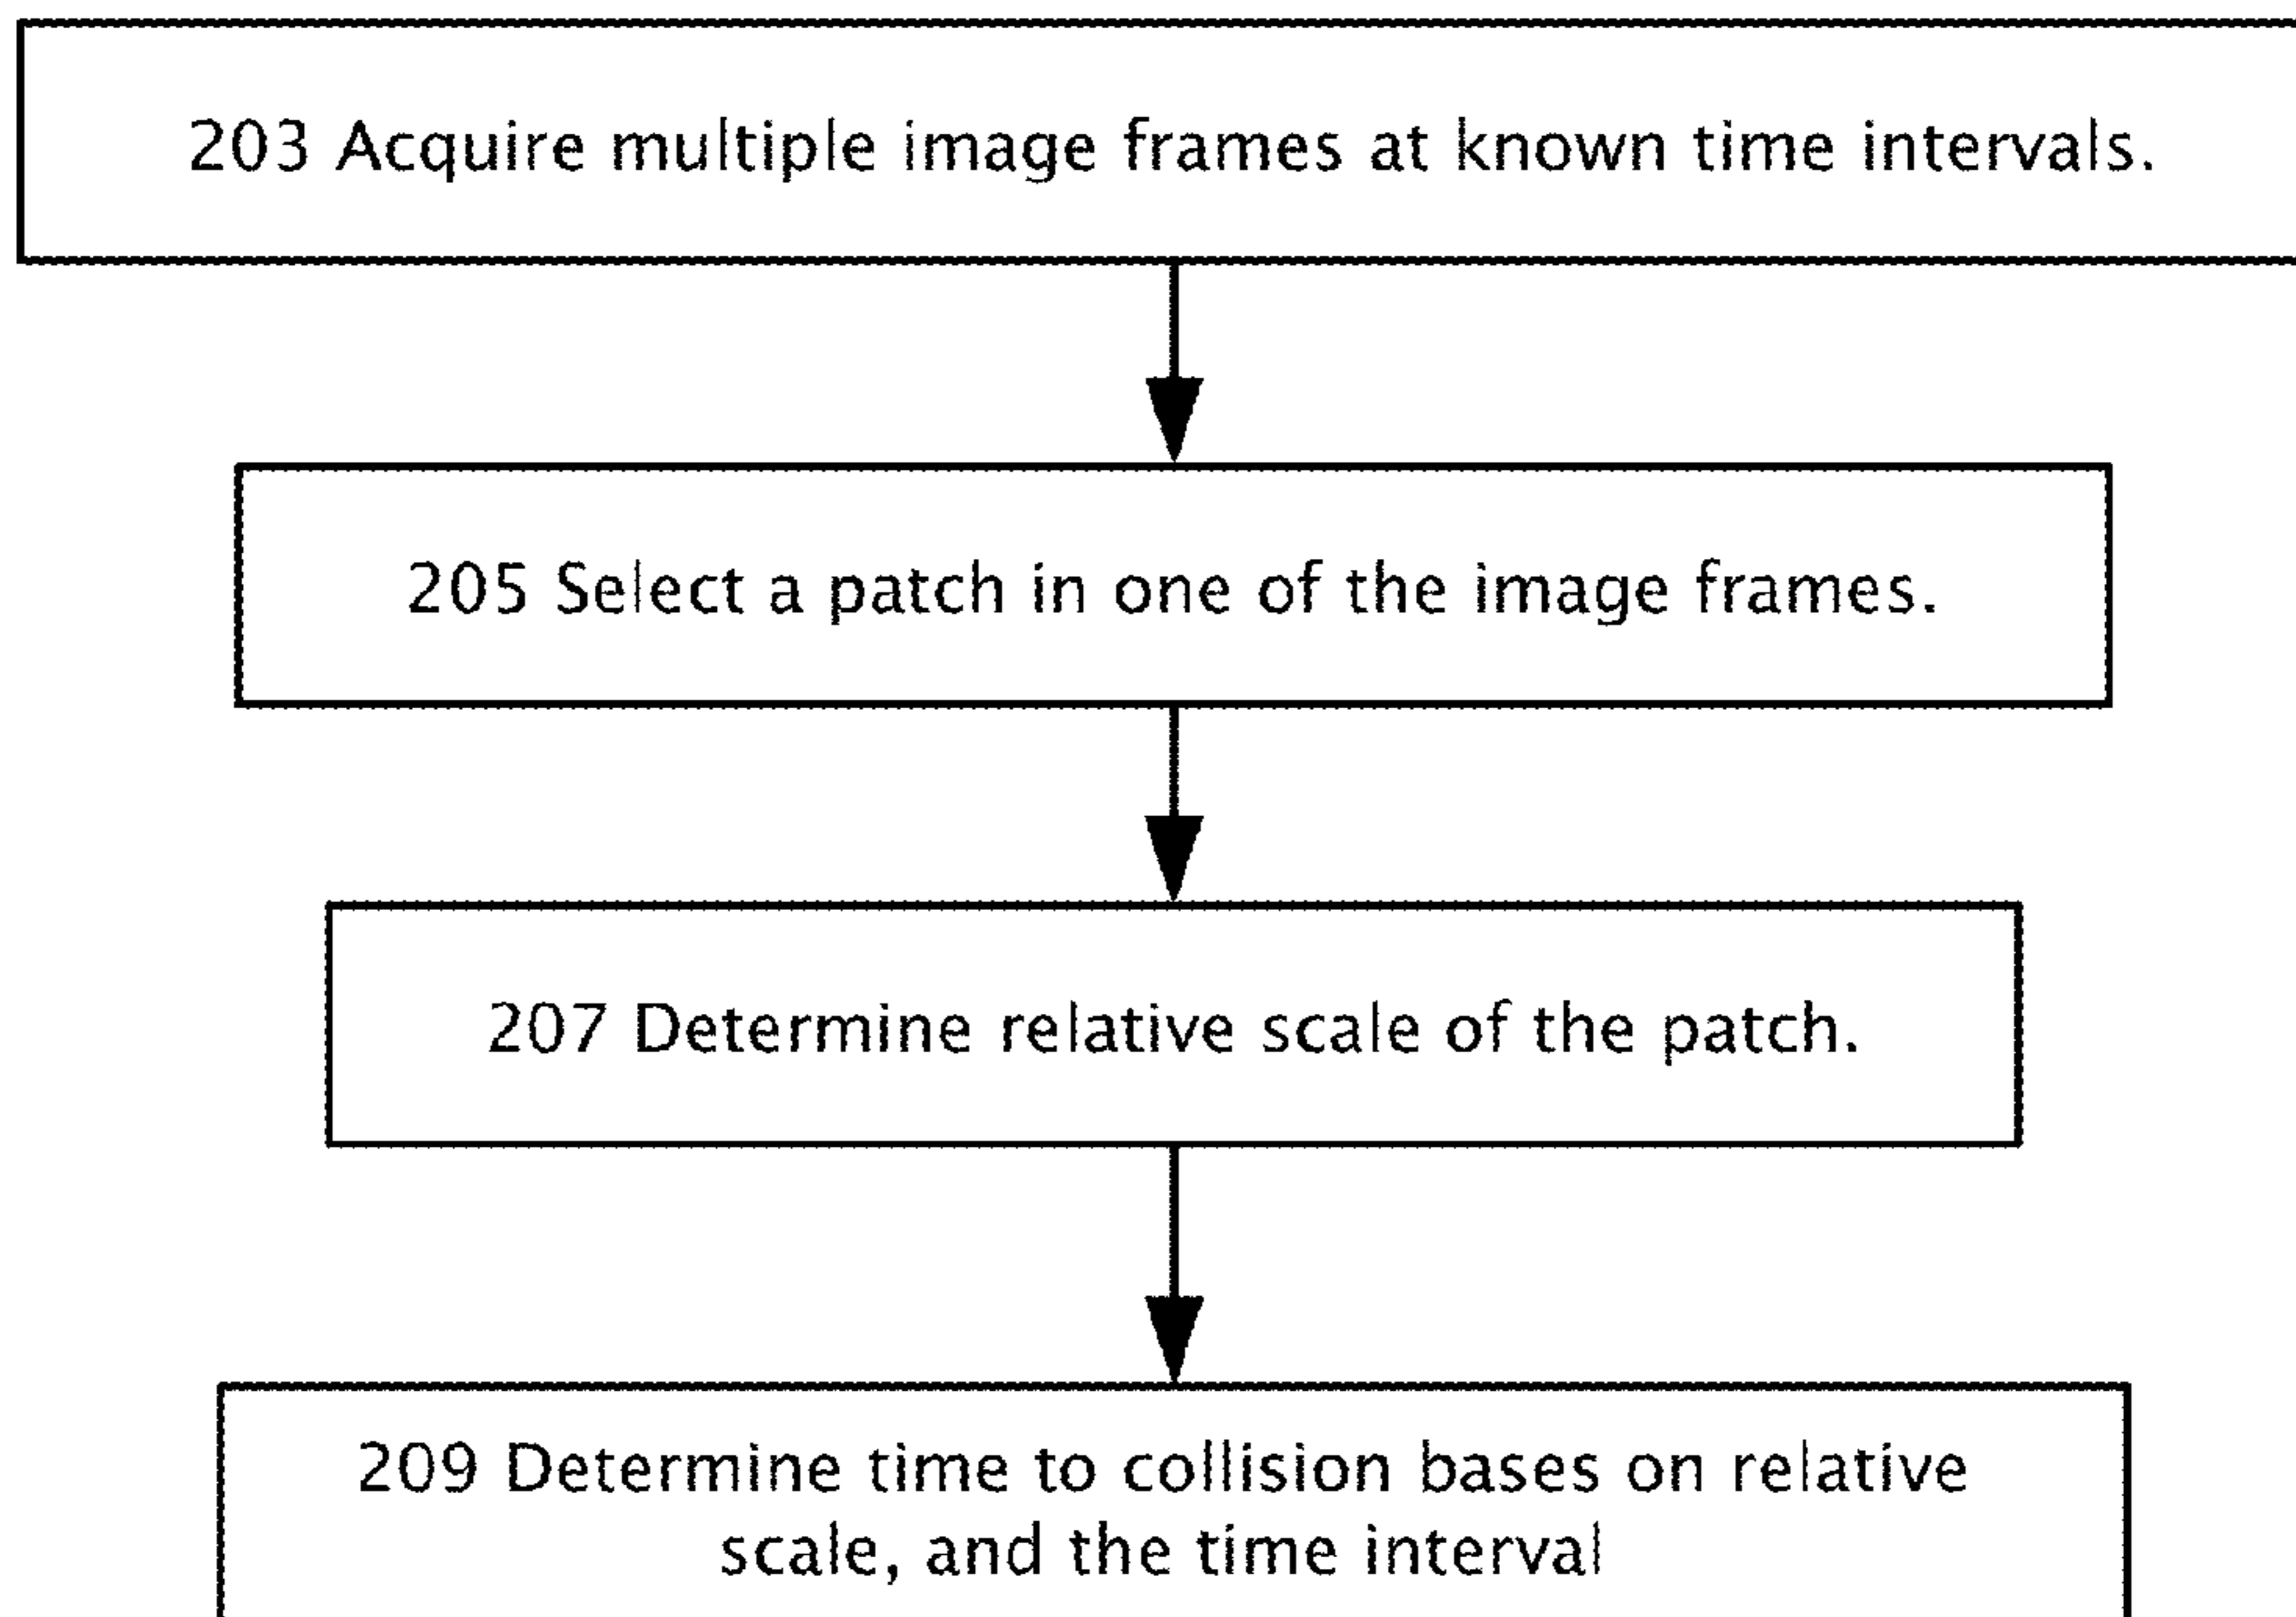 203 Acquire multiple image frames at known time intervals.
205 Select a patch in one of the image frames.
207 Determine relative scale of the patch.
209 Determine time to collision bases on relative
scale, and the time interval